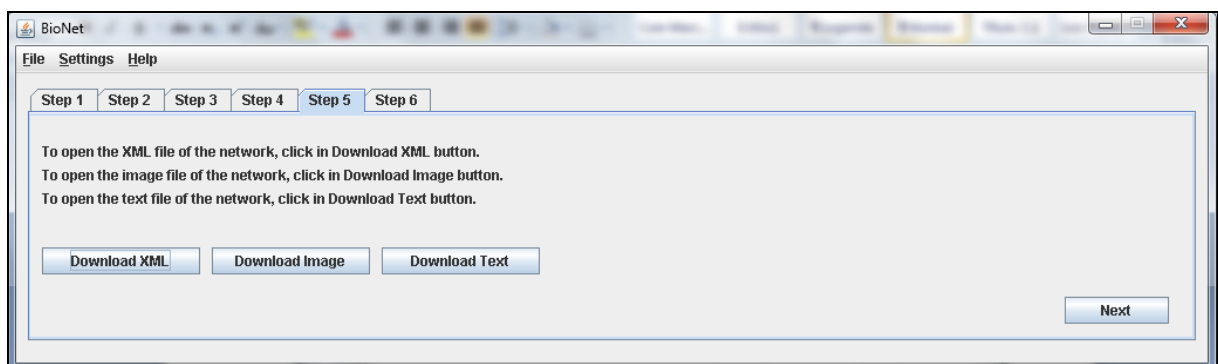 BioNet
File Settings Help
Step 1 Step 2 Step 3 Step 4 Step 5 Step 6
To open the XML file of the network, click in Download XML button.
To open the image file of the network, click in Download Image button.
To open the text file of the network, click in Download Text button.
Download XML Download Image Download Text
Next